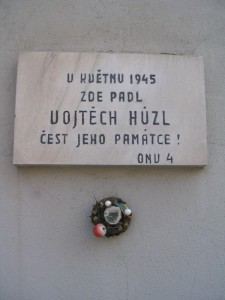 V KVĚTNU 1945
ZDE PADL
VOJTĚCH HŮZL
ČEST JEHO PAMÁTCE!
ONV 4